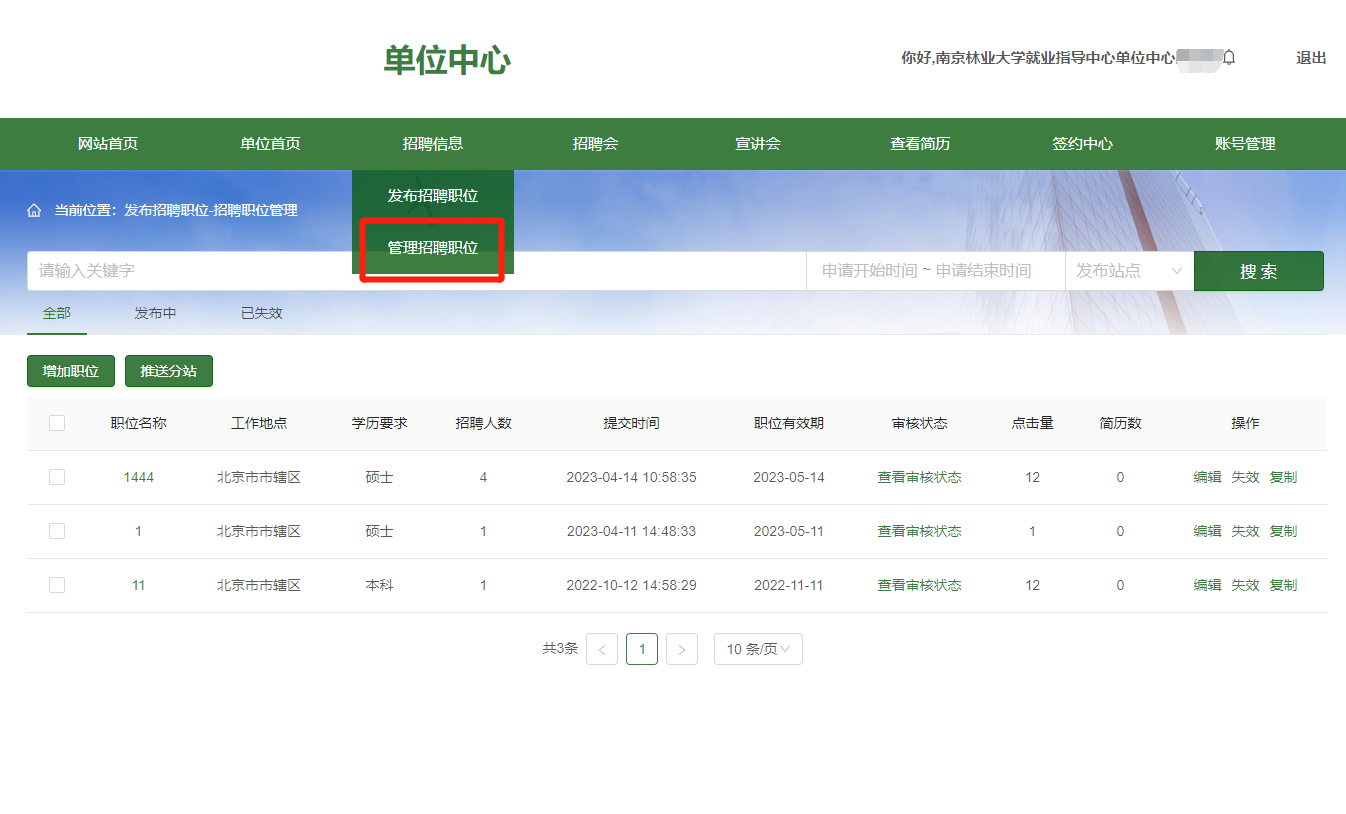 单位中心
你好,南京林业大学就业指导中心单位中心
退出
网站首页 单位首页 招聘信息 招聘会 宣讲会 查看简历 签约中心 账号管理
发布招聘职位
当前位置：发布招聘职位-招聘职位管理
管理招聘职位
请输入关键字 申请开始时间 ~ 申请结束时间 发布站点 搜 索
全部 发布中 已失效
增加职位 推送分站
职位名称 工作地点 学历要求 招聘人数 提交时间 职位有效期 审核状态 点击量 简历数 操作
1444 北京市市辖区 硕士 4 2023-04-14 10:58:35 2023-05-14 查看审核状态 12 0 编辑 失效 复制
1 北京市市辖区 硕士 1 2023-04-11 14:48:33 2023-05-11 查看审核状态 1 0 编辑 失效 复制
11 北京市市辖区 本科 1 2022-10-12 14:58:29 2022-11-11 查看审核状态 12 0 编辑 失效 复制
共3条 < 1 > 10 条/页